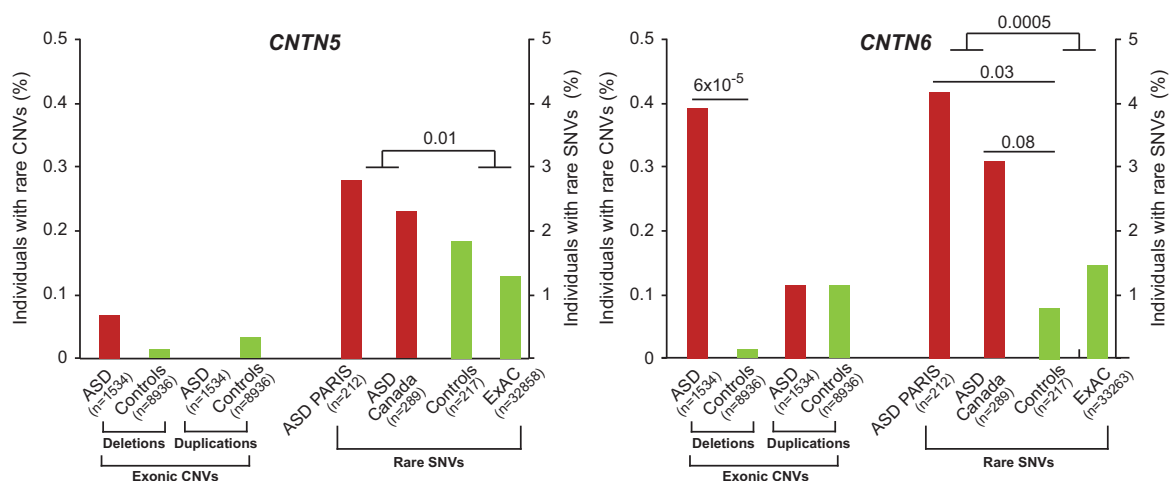 CNTN5
Individuals with rare CNVs (%)
0.5
0.4
0.3
0.2
0.1
0
0.01
5
4
3
2
1
0
Individuals with rare SNVs (%)
ASD
(n=1534)
Controls
(n=8936)
ASD
(n=1534)
Controls
(n=8936)
ASD PARIS
(n=212)
ASD
Canada
(n=289)
Controls
(n=217)
ExAC
(n=32858)
Deletions
Duplications
Exonic CNVs
Rare SNVs
CNTN6
Individuals with rare CNVs (%)
0.5
0.4
0.3
0.2
0.1
0
6x10-5
0.0005
0.03
0.08
5
4
3
2
1
0
Individuals with rare SNVs (%)
ASD
(n=1534)
Controls
(n=8936)
ASD
(n=1534)
Controls
(n=8936)
ASD PARIS
(n=212)
ASD
Canada
(n=289)
Controls
(n=217)
ExAC
(n=33263)
Deletions
Duplications
Exonic CNVs
Rare SNVs